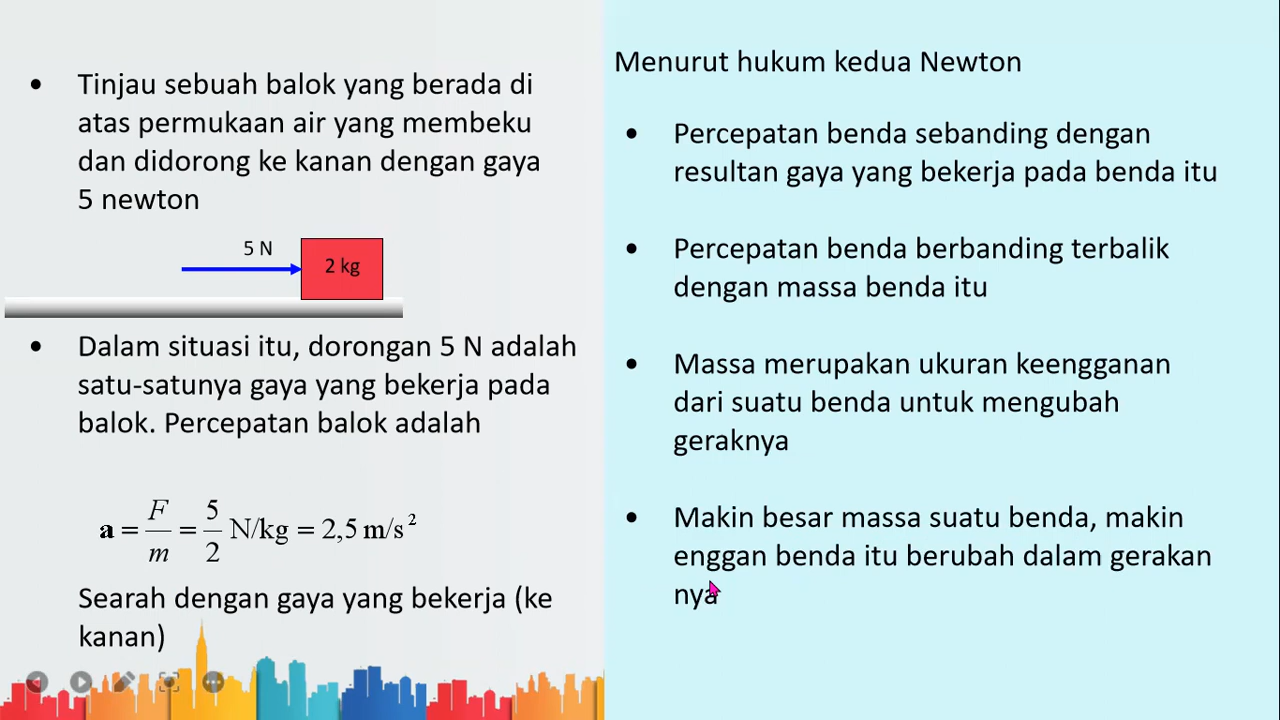 • Tinjau sebuah balok yang berada di
atas permukaan air yang membeku
dan didorong ke kanan dengan gaya
5 newton
5 N
2 kg
• Dalam situasi itu, dorongan 5 N adalah
satu-satunya gaya yang bekerja pada
balok. Percepatan balok adalah
a = F/m = 5/2 N/kg = 2,5 m/s²
Searah dengan gaya yang bekerja (ke
kanan)
Menurut hukum kedua Newton
• Percepatan benda sebanding dengan
resultan gaya yang bekerja pada benda itu
• Percepatan benda berbanding terbalik
dengan massa benda itu
• Massa merupakan ukuran keengganan
dari suatu benda untuk mengubah
geraknya
• Makin besar massa suatu benda, makin
enggan benda itu berubah dalam gerakan
nya